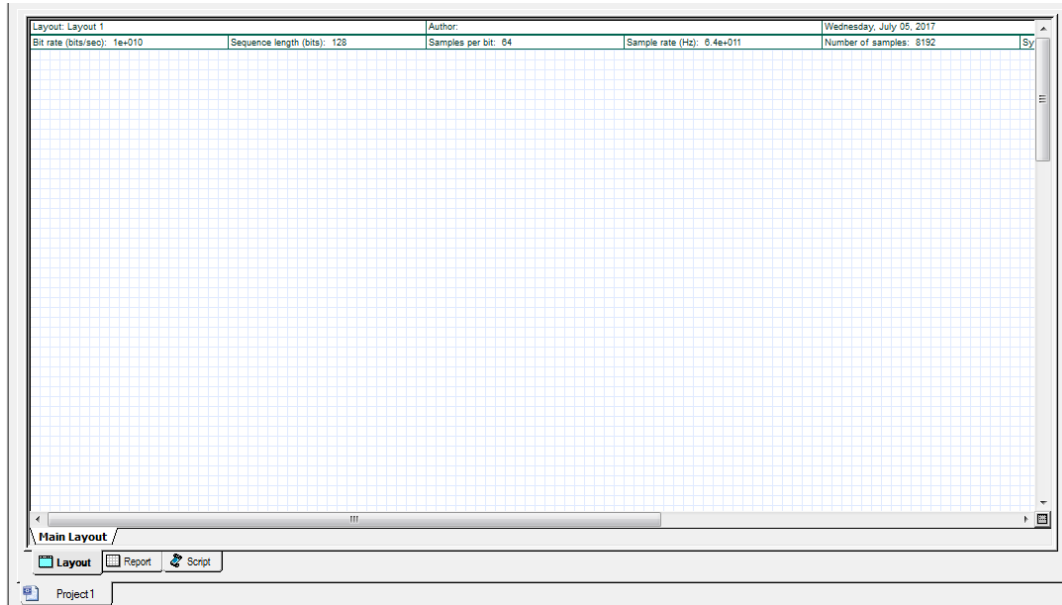 Layout: Layout 1 Author: Wednesday, July 05, 2017
Bit rate (bits/sec): 1e+010 Sequence length (bits): 128 Samples per bit: 64 Sample rate (Hz): 6.4e+011 Number of samples: 8192 Sy
Main Layout
Layout Report Script
Project1